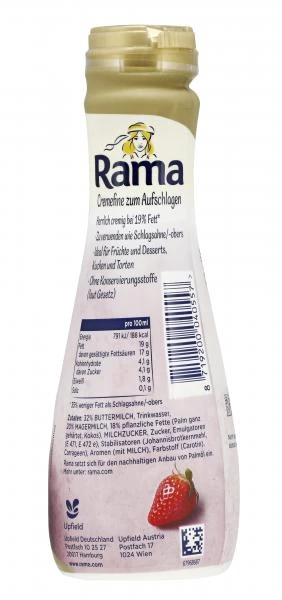 Rama
Cremefine zum Aufschlagen
Herrlich cremig bei 19% Fett*
·Zu verwenden wie Schlagsahne/-obers
·Ideal für Früchte und Desserts,
Kuchen und Torten
·Ohne Konservierungsstoffe
(laut Gesetz)
pro 100ml
Energie 791 kJ/ 188 kcal
Fett 19 g
davon gesättigte Fettsäuren 17 g
Kohlenhydrate 4,1 g
davon Zucker 4,1 g
Eiweiß 1,8 g
Salz 0,1 g
8 719200 040557
* 35% weniger Fett als Schlagsahne/-obers
Zutaten: 32% BUTTERMILCH, Trinkwasser,
20% MAGERMILCH, 18% pflanzliche Fette (Palm ganz
gehärtet, Kokos), MILCHZUCKER, Zucker, Emulgatoren
(E 471, E 472 e), Stabilisatoren (Johannisbrotkernmehl,
Carrageen), Aromen (mit MILCH), Farbstoff (Carotin).
Rama setzt sich für den nachhaltigen Anbau von Palmöl ein.
Mehr unter: rama.com
Upfield
Upfield Deutschland
Postfach 10 25 27
20017 Hamburg
www.rama.com
Upfield Austria
Postfach 17
1024 Wien